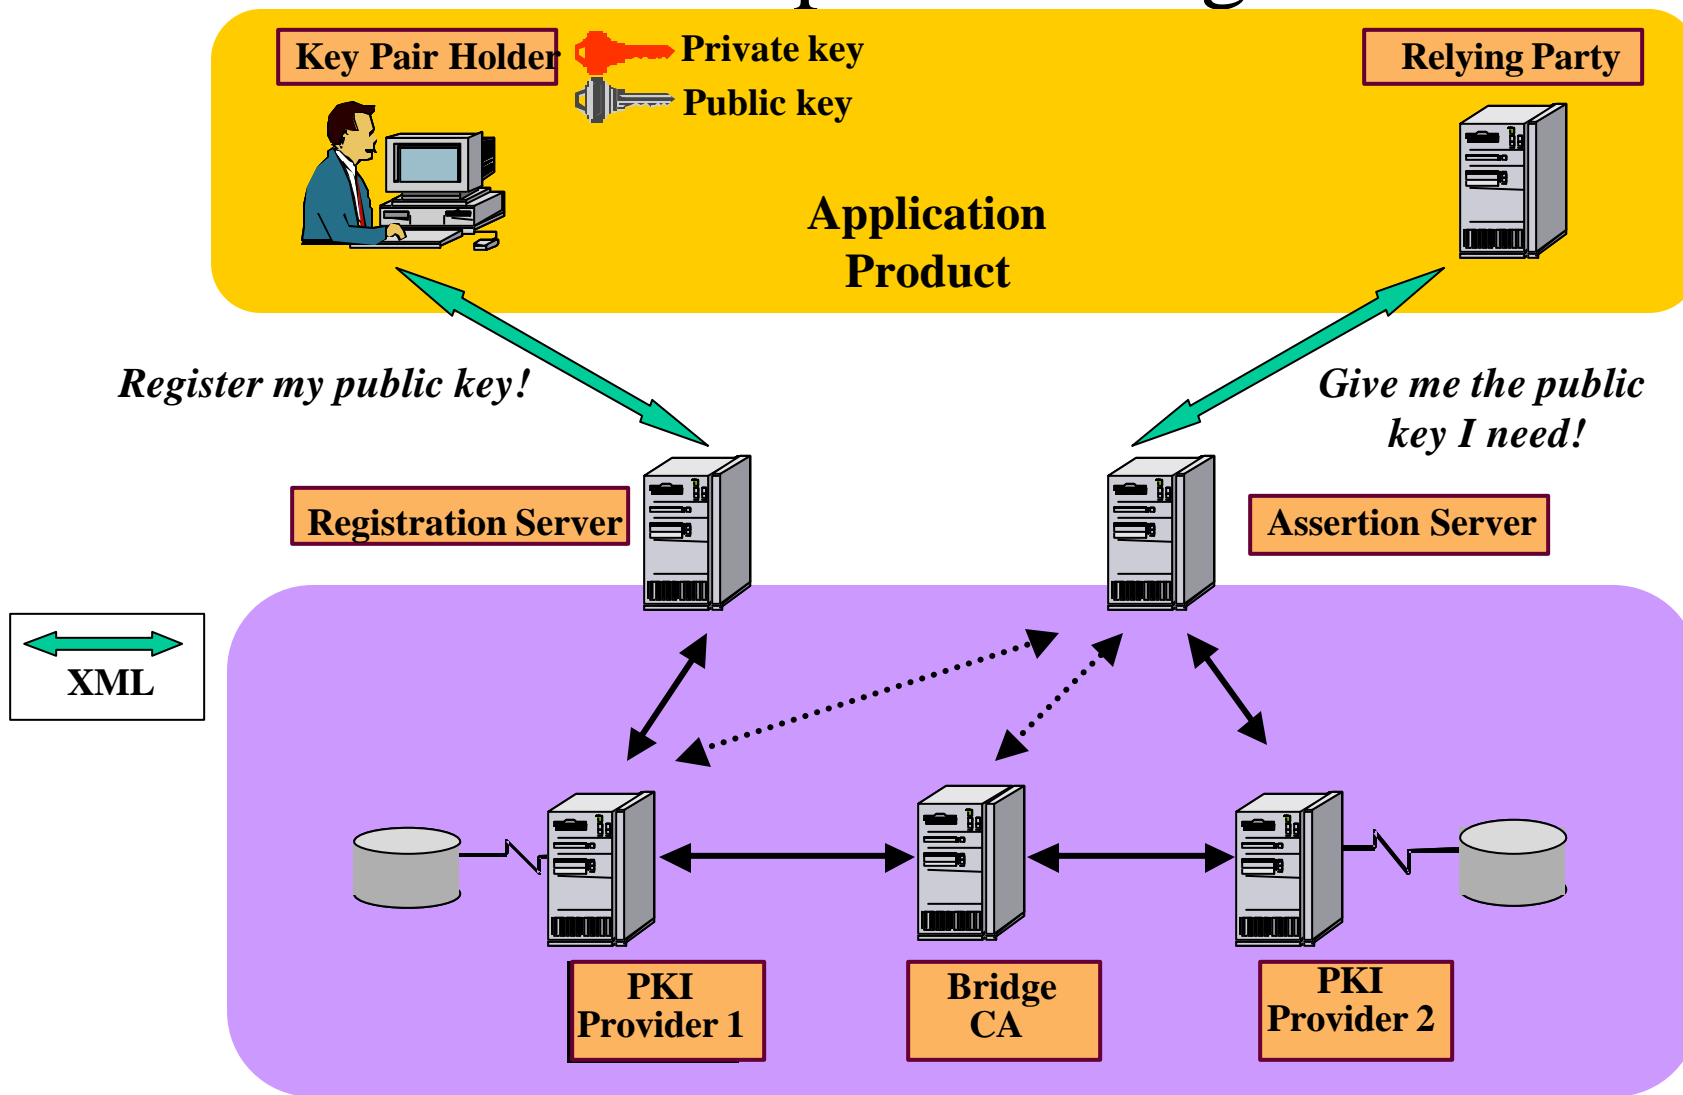 Key Pair Holder
Private key
Public key
Relying Party
Application
Product
Register my public key!
Give me the public
key I need!
Registration Server
Assertion Server
XML
PKI
Provider 1
Bridge
CA
PKI
Provider 2